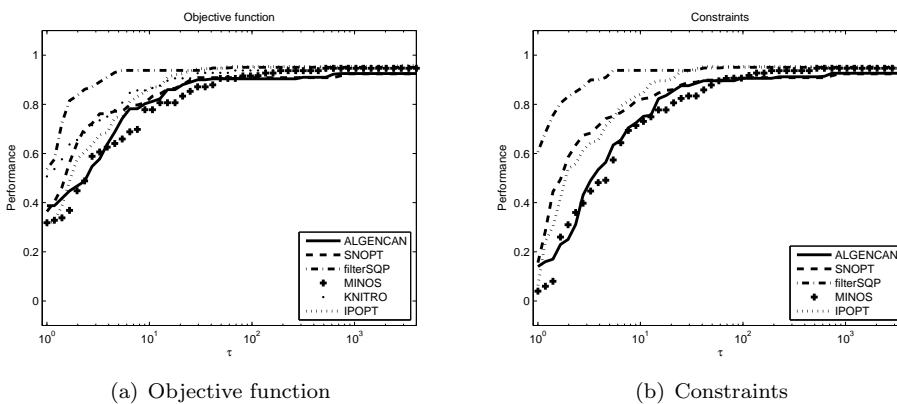 Objective function
Performance
1
0.8
0.6
0.4
0.2
0
10^0
10^1
10^2
10^3
τ
ALGENCAN
SNOPT
filterSQP
MINOS
KNITRO
IPOPT
(a) Objective function
Constraints
Performance
1
0.8
0.6
0.4
0.2
0
10^0
10^1
10^2
10^3
τ
ALGENCAN
SNOPT
filterSQP
MINOS
IPOPT
(b) Constraints